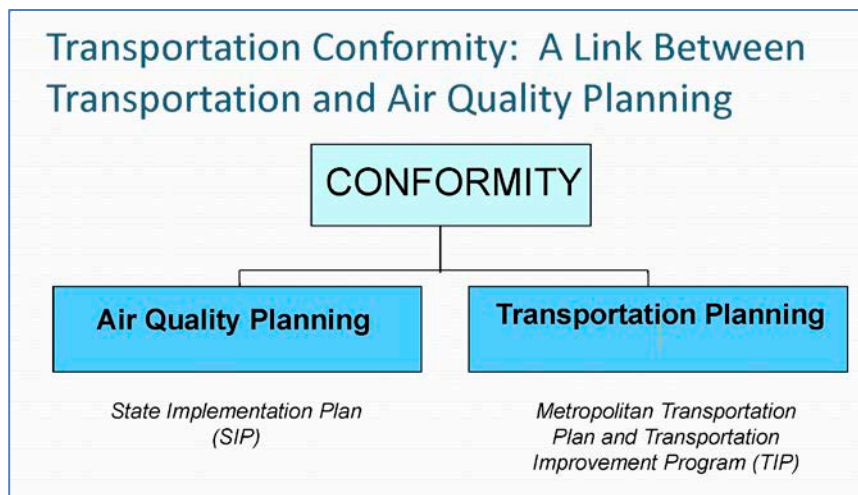 Transportation Conformity: A Link Between
Transportation and Air Quality Planning
CONFORMITY
Air Quality Planning
Transportation Planning
State Implementation Plan
(SIP)
Metropolitan Transportation
Plan and Transportation
Improvement Program (TIP)